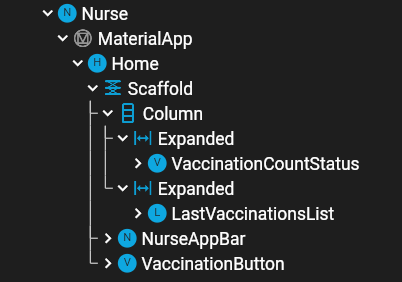 N Nurse
M MaterialApp
H Home
Scaffold
Column
Expanded
V VaccinationCountStatus
Expanded
L LastVaccinationsList
N NurseAppBar
V VaccinationButton